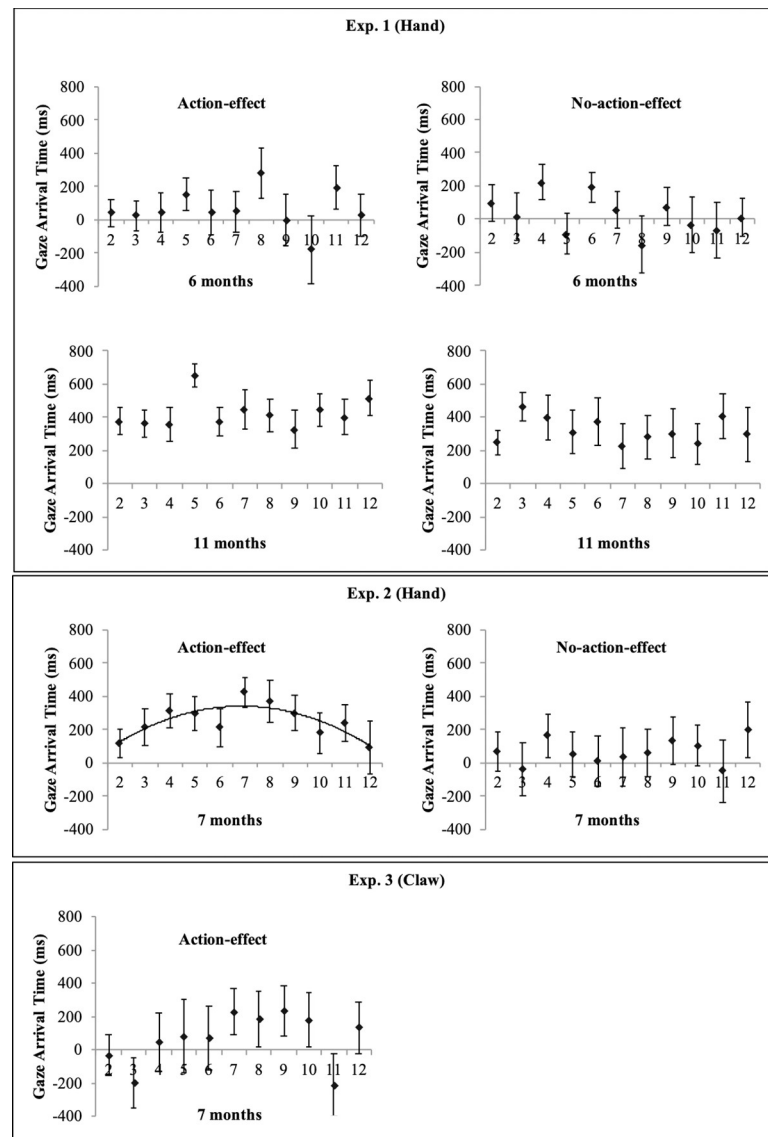 Exp. 1 (Hand)
Action-effect
Gaze Arrival Time (ms)
800
600
400
200
0
-200
-400
2 3 4 5 6 7 8 9 10 11 12
6 months
No-action-effect
Gaze Arrival Time (ms)
800
600
400
200
0
-200
-400
2 3 4 5 6 7 8 9 10 11 12
6 months
Gaze Arrival Time (ms)
800
600
400
200
0
-200
-400
2 3 4 5 6 7 8 9 10 11 12
11 months
Gaze Arrival Time (ms)
800
600
400
200
0
-200
-400
2 3 4 5 6 7 8 9 10 11 12
11 months
Exp. 2 (Hand)
Action-effect
Gaze Arrival Time (ms)
800
600
400
200
0
-200
-400
2 3 4 5 6 7 8 9 10 11 12
7 months
No-action-effect
Gaze Arrival Time (ms)
800
600
400
200
0
-200
-400
2 3 4 5 6 7 8 9 10 11 12
7 months
Exp. 3 (Claw)
Action-effect
Gaze Arrival Time (ms)
800
600
400
200
0
-200
-400
2 3 4 5 6 7 8 9 10 11 12
7 months